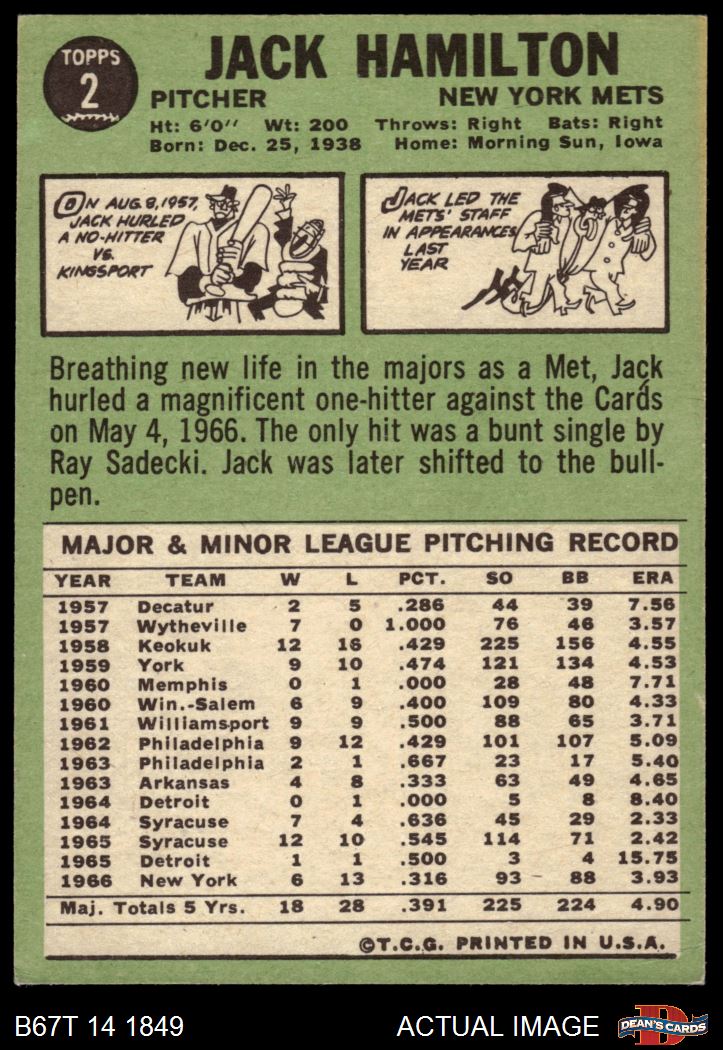 TOPPS
2
JACK HAMILTON
PITCHER NEW YORK METS
Ht: 6'0" Wt: 200 Throws: Right Bats: Right
Born: Dec. 25, 1938 Home: Morning Sun, Iowa
ON AUG. 8, 1957,
JACK HURLED
A NO-HITTER
VS.
KINGSPORT
JACK LED THE
METS' STAFF
IN APPEARANCES
LAST
YEAR
Breathing new life in the majors as a Met, Jack
hurled a magnificent one-hitter against the Cards
on May 4, 1966. The only hit was a bunt single by
Ray Sadecki. Jack was later shifted to the bull-
pen.
MAJOR & MINOR LEAGUE PITCHING RECORD
YEAR TEAM W L PCT. SO BB ERA
1957 Decatur 2 5 .286 44 39 7.56
1957 Wytheville 7 0 1.000 76 46 3.57
1958 Keokuk 12 16 .429 225 156 4.55
1959 York 9 10 .474 121 134 4.53
1960 Memphis 0 1 .000 28 48 7.71
1960 Win.-Salem 6 9 .400 109 80 4.33
1961 Williamsport 9 9 .500 88 65 3.71
1962 Philadelphia 9 12 .429 101 107 5.09
1963 Philadelphia 2 1 .667 23 17 5.40
1963 Arkansas 4 8 .333 63 49 4.65
1964 Detroit 0 1 .000 5 8 8.40
1964 Syracuse 7 4 .636 45 29 2.33
1965 Syracuse 12 10 .545 114 71 2.42
1965 Detroit 1 1 .500 3 4 15.75
1966 New York 6 13 .316 93 88 3.93
Maj. Totals 5 Yrs. 18 28 .391 225 224 4.90
©T.C.G. PRINTED IN U.S.A.
B67T 14 1849 ACTUAL IMAGE
D
DEAN'S CARDS